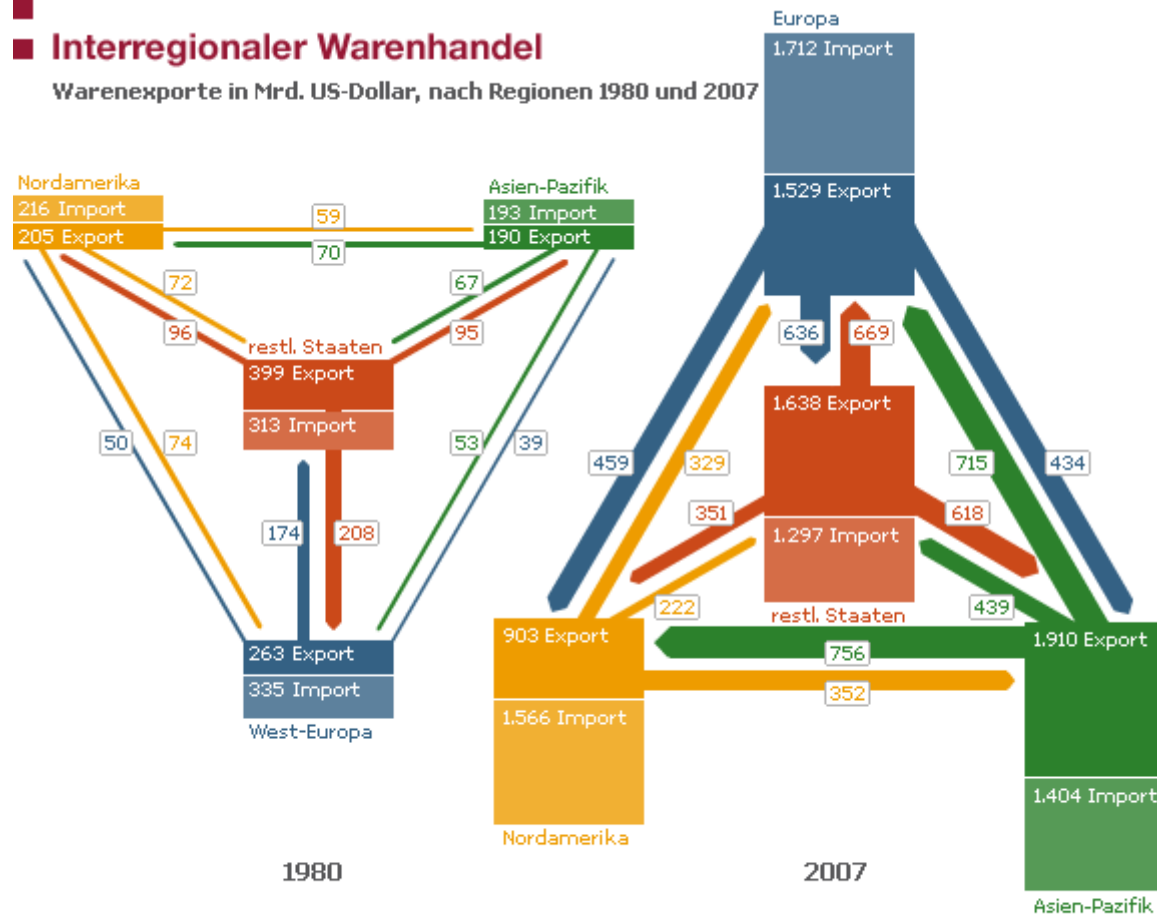 Interregionaler Warenhandel
Warenexporte in Mrd. US-Dollar, nach Regionen 1980 und 2007
Nordamerika
216 Import
205 Export
Asien-Pazifik
193 Import
190 Export
59
70
72
96
67
95
restl. Staaten
399 Export
313 Import
50
74
53
39
174
208
263 Export
335 Import
West-Europa
1980
Europa
1.712 Import
1.529 Export
636
669
1.638 Export
459
329
715
434
351
618
1.297 Import
restl. Staaten
222
439
903 Export
756
1.910 Export
352
1.566 Import
1.404 Import
Nordamerika
2007
Asien-Pazifik